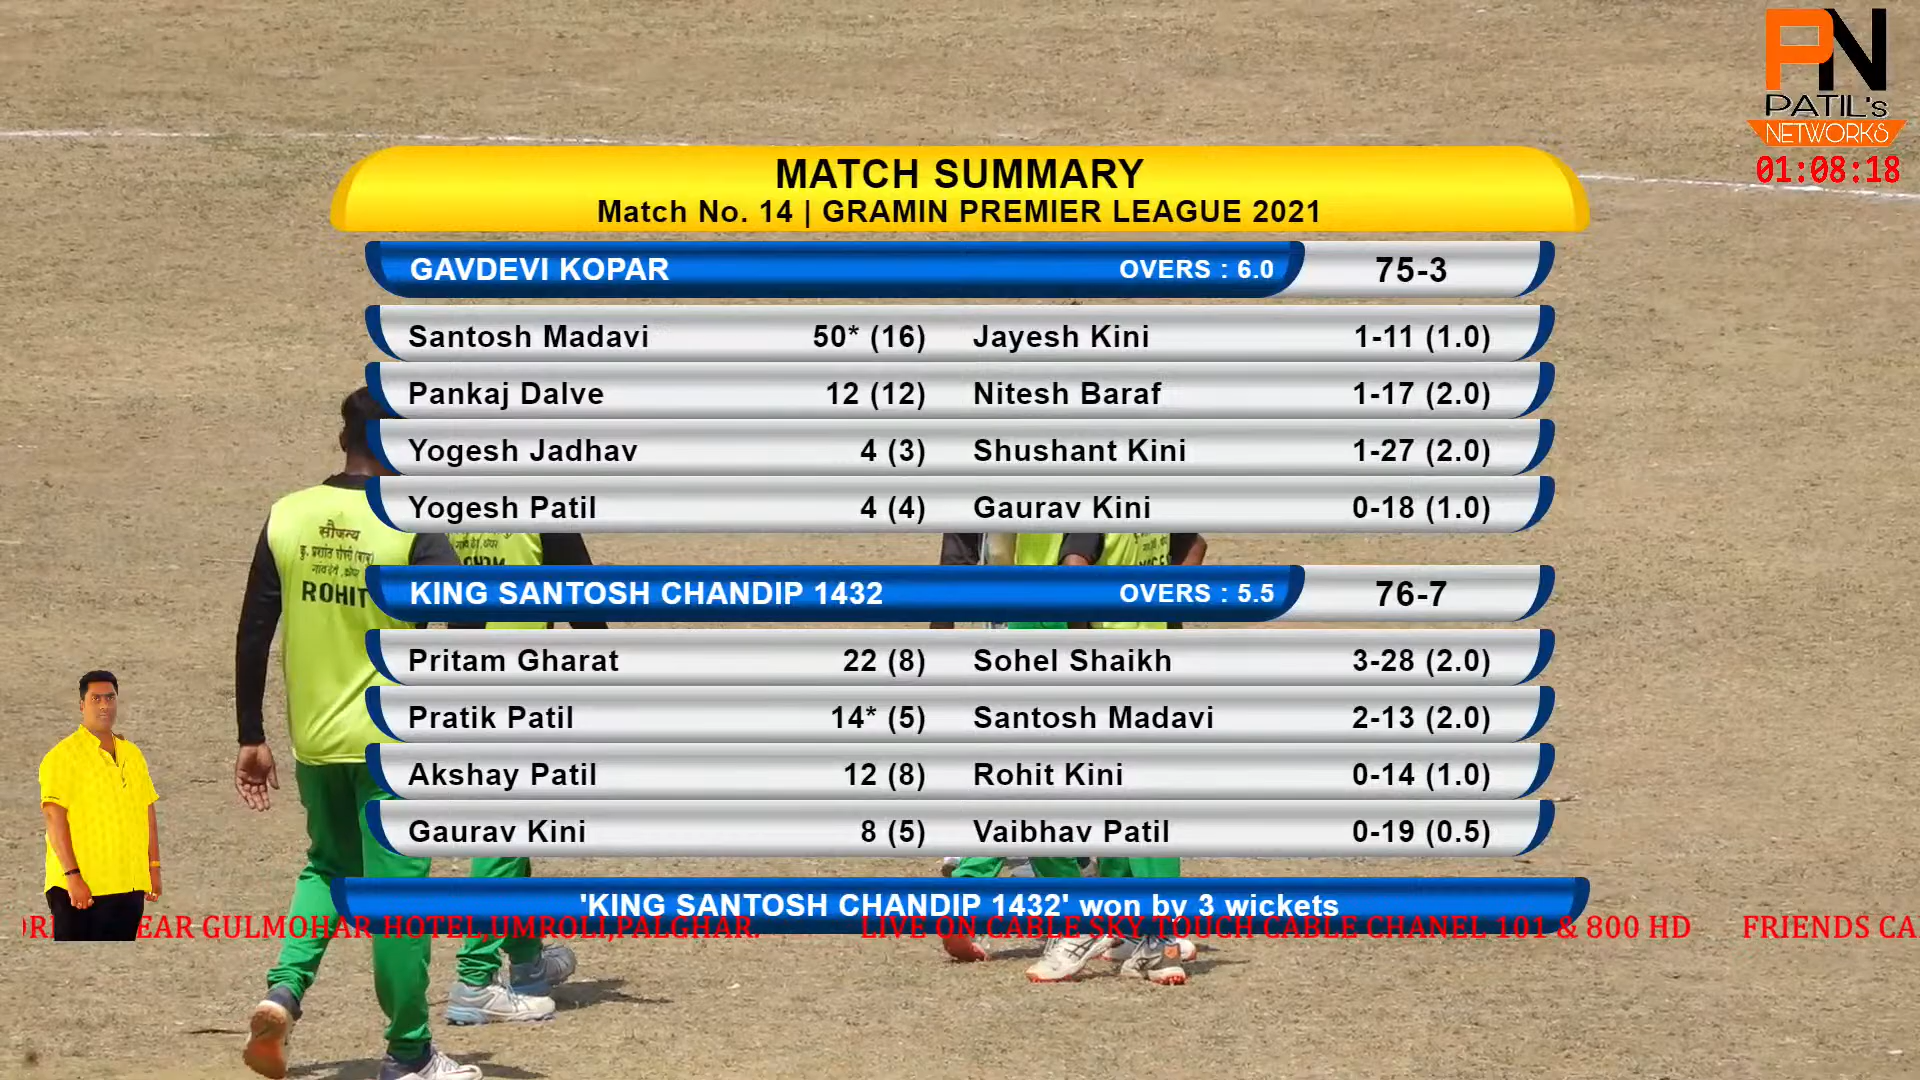 PN
PATIL's
NETWORKS
01:08:18
MATCH SUMMARY
Match No. 14 | GRAMIN PREMIER LEAGUE 2021
GAVDEVI KOPAR OVERS : 6.0 75-3
Santosh Madavi 50* (16) Jayesh Kini 1-11 (1.0)
Pankaj Dalve 12 (12) Nitesh Baraf 1-17 (2.0)
Yogesh Jadhav 4 (3) Shushant Kini 1-27 (2.0)
Yogesh Patil 4 (4) Gaurav Kini 0-18 (1.0)
सौजन्य
ROHIT
KING SANTOSH CHANDIP 1432 OVERS : 5.5 76-7
Pritam Gharat 22 (8) Sohel Shaikh 3-28 (2.0)
Pratik Patil 14* (5) Santosh Madavi 2-13 (2.0)
Akshay Patil 12 (8) Rohit Kini 0-14 (1.0)
Gaurav Kini 8 (5) Vaibhav Patil 0-19 (0.5)
'KING SANTOSH CHANDIP 1432' won by 3 wickets
EAR GULMOHAR HOTEL,UMROLI,PALGHAR. LIVE ON CABLE SKY TOUCH CABLE CHANEL 101 & 800 HD FRIENDS CA